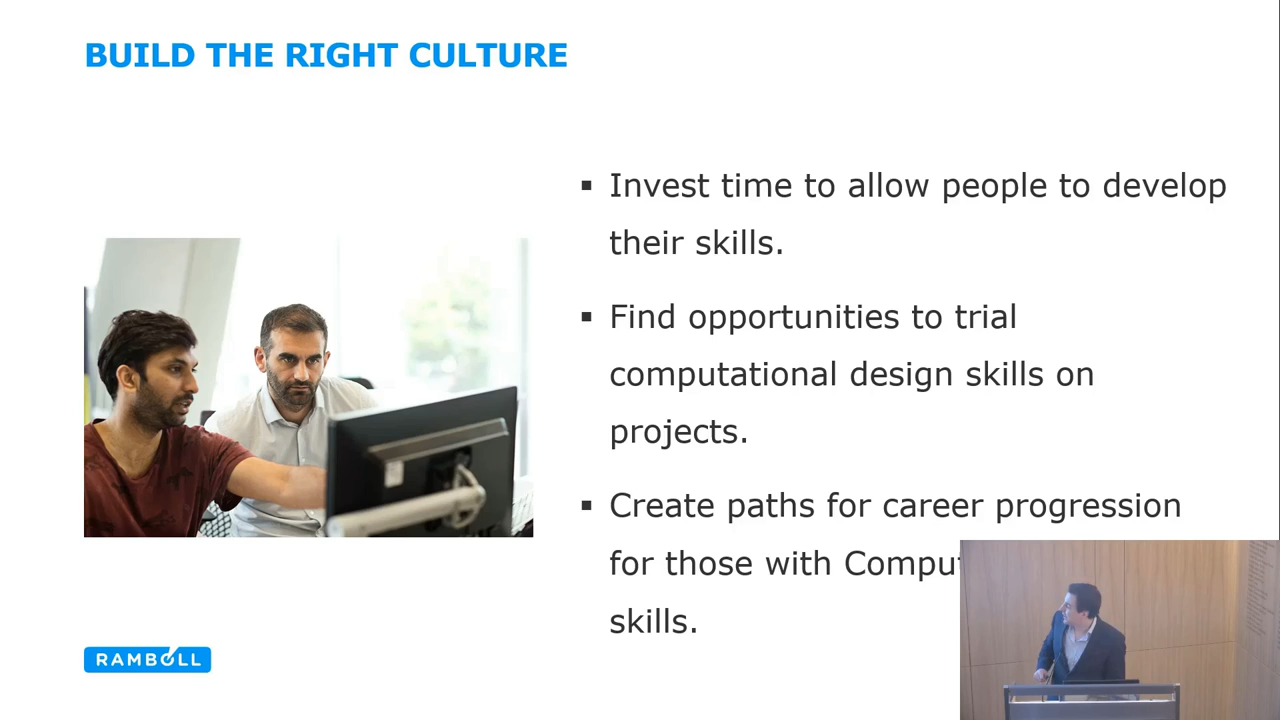 BUILD THE RIGHT CULTURE
▪ Invest time to allow people to develop
their skills.
▪ Find opportunities to trial
computational design skills on
projects.
▪ Create paths for career progression
for those with
skills.
RAMBOLL